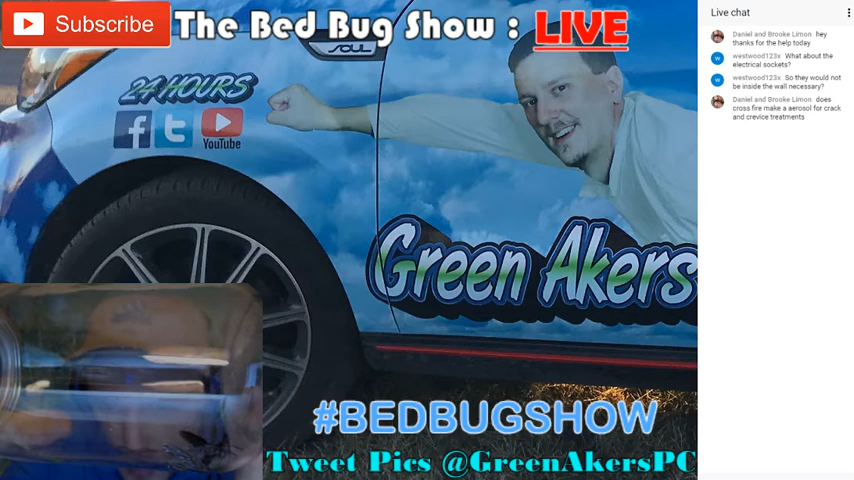 Subscribe
The Bed Bug Show : LIVE
SOUL
24 HOURS
YouTube
Green Akers
#BEDBUGSHOW
Tweet Pics @GreenAkersPC
Live chat
Daniel and Brooke Limon hey
thanks for the help today
westwood123x What about the
electrical sockets?
westwood123x So they would not
be inside the wall necessary?
Daniel and Brooke Limon does
cross fire make a aerosol for crack
and crevice treatments